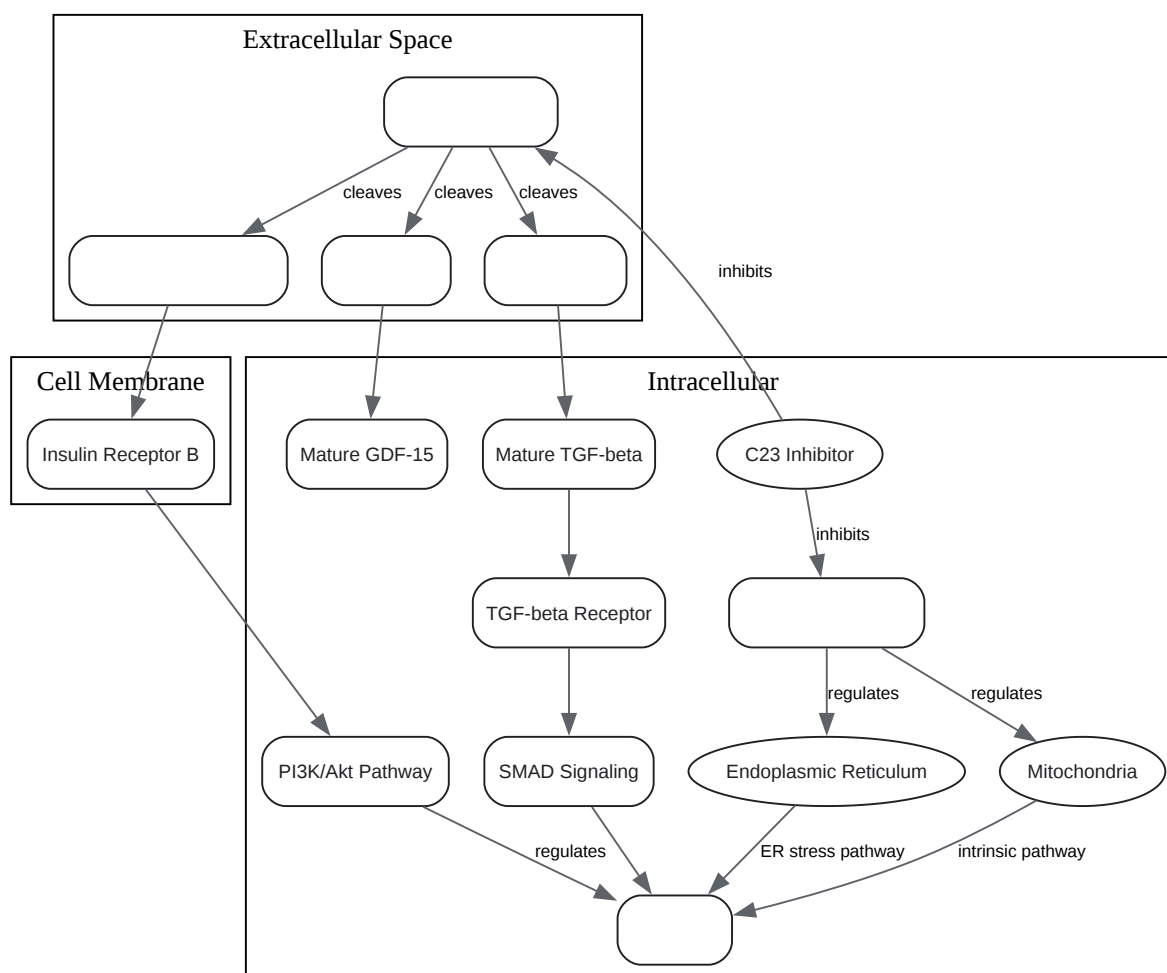 Extracellular Space
cleaves
cleaves
cleaves
inhibits
Cell Membrane
Intracellular
Insulin Receptor B
Mature GDF-15
Mature TGF-beta
C23 Inhibitor
inhibits
TGF-beta Receptor
regulates
regulates
PI3K/Akt Pathway
SMAD Signaling
Endoplasmic Reticulum
Mitochondria
regulates
ER stress pathway
intrinsic pathway